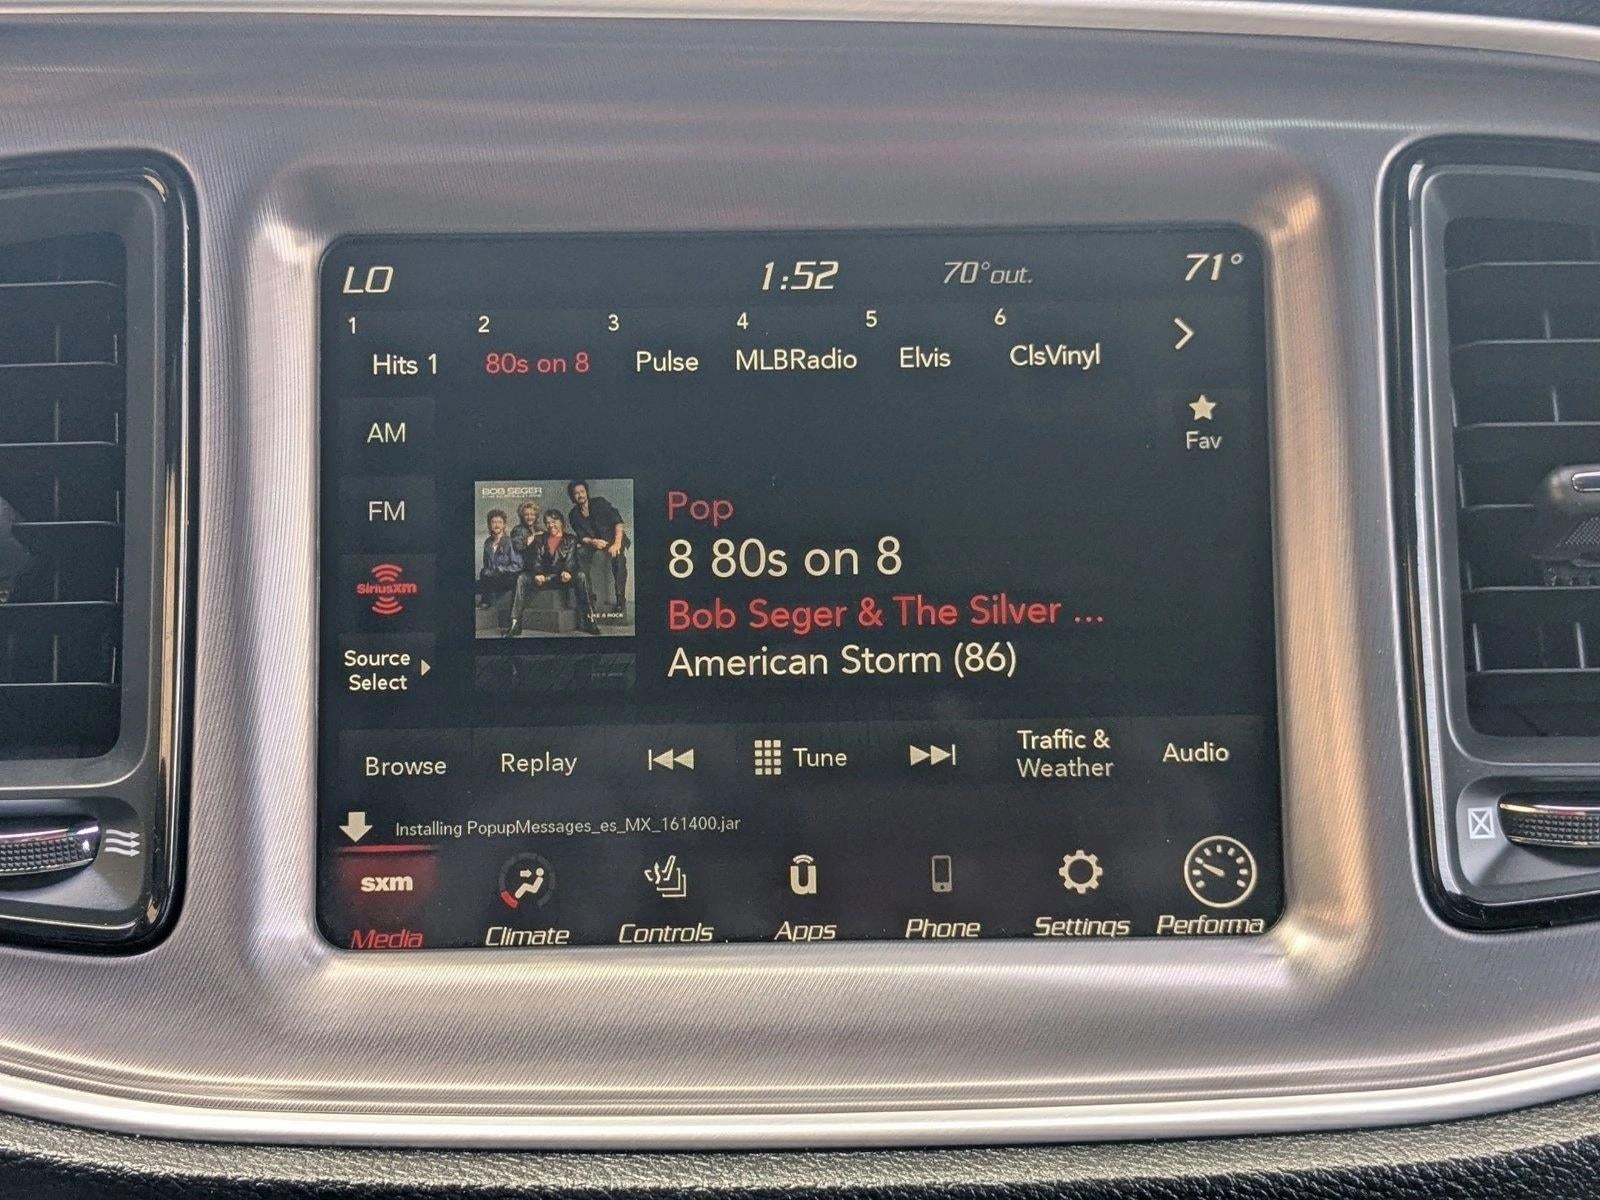 LO 1:52 70°out. 71°
1 2 3 4 5 6
Hits 1 80s on 8 Pulse MLBRadio Elvis ClsVinyl
AM
Fav
FM
BOB SEGER
LIKE A ROCK
Pop
8 80s on 8
siriusxm
Bob Seger & The Silver ...
American Storm (86)
Source
Select
Browse Replay Tune Traffic &
Weather Audio
Installing PopupMessages_es_MX_161400.jar
sxm
Media Climate Controls Apps Phone Settings Performa